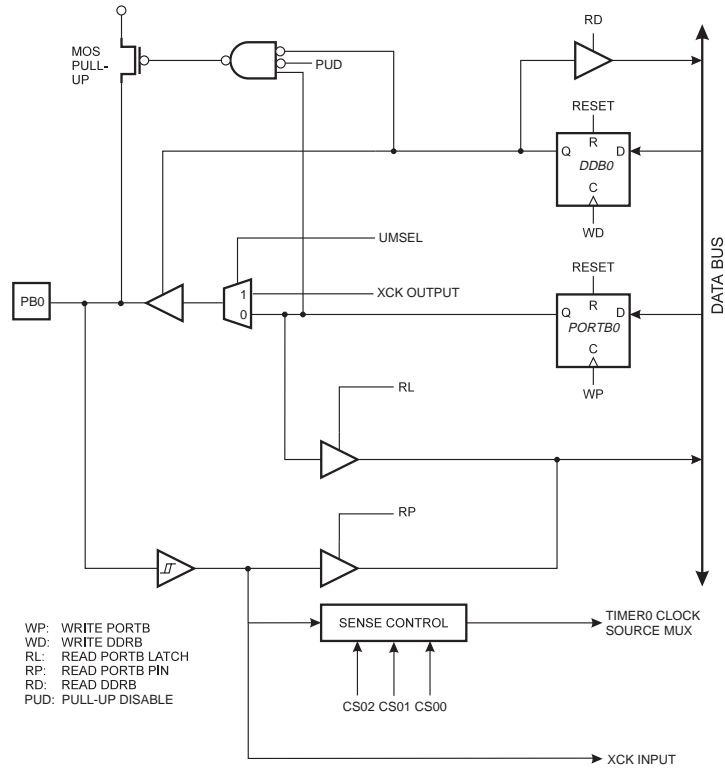 RD
MOS
PULL-
UP
PUD
RESET
R
Q
D
DDB0
C
WD
UMSEL
RESET
PB0
1
XCK OUTPUT
0
R
Q
D
PORTB0
C
WP
DATA BUS
RL
RP
SENSE CONTROL
TIMER0 CLOCK
SOURCE MUX
CS02 CS01 CS00
WP: WRITE PORTB
WD: WRITE DDRB
RL: READ PORTB LATCH
RP: READ PORTB PIN
RD: READ DDRB
PUD: PULL-UP DISABLE
XCK INPUT